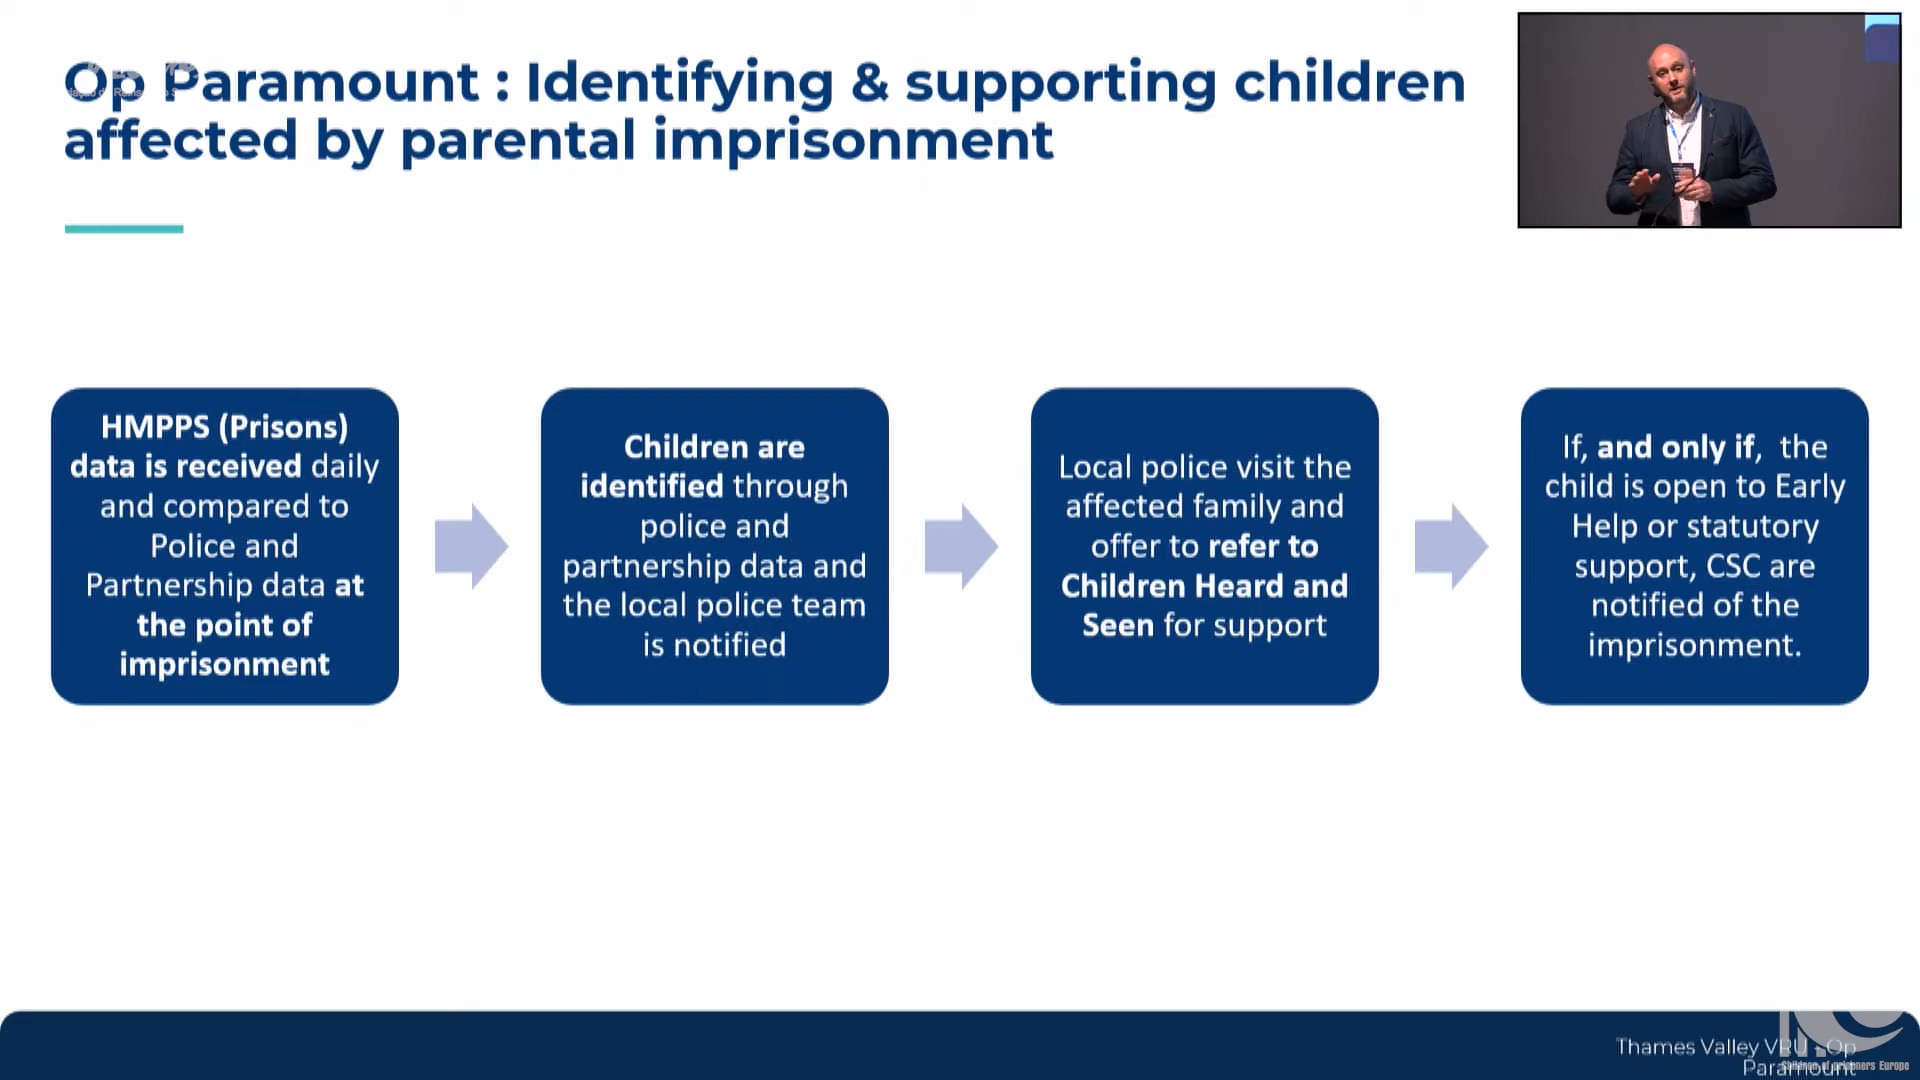 Op Paramount : Identifying & supporting children
affected by parental imprisonment
HMPPS (Prisons)
data is received daily
and compared to
Police and
Partnership data at
the point of
imprisonment
Children are
identified through
police and
partnership data and
the local police team
is notified
Local police visit the
affected family and
offer to refer to
Children Heard and
Seen for support
If, and only if,  the
child is open to Early
Help or statutory
support, CSC are
notified of the
imprisonment.
Thames Valley VRU - Op
Paramount
Children of prisoners Europe